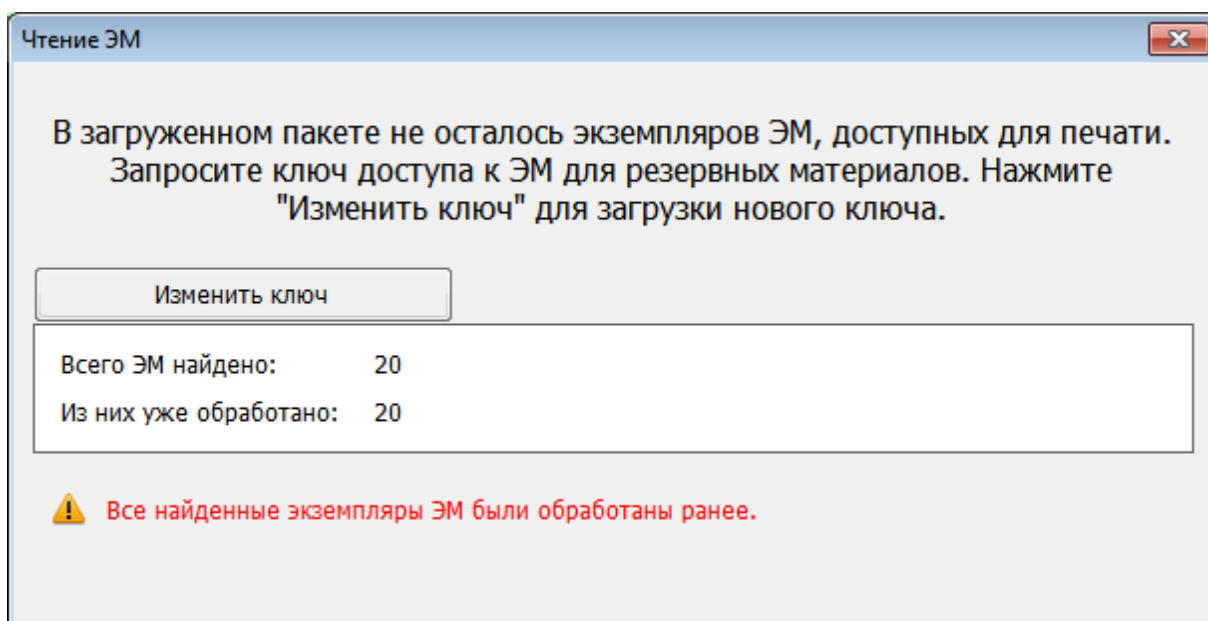 Чтение ЭМ
В загруженном пакете не осталось экземпляров ЭМ, доступных для печати.
Запросите ключ доступа к ЭМ для резервных материалов. Нажмите
"Изменить ключ" для загрузки нового ключа.
Изменить ключ
Всего ЭМ найдено: 20
Из них уже обработано: 20
Все найденные экземпляры ЭМ были обработаны ранее.